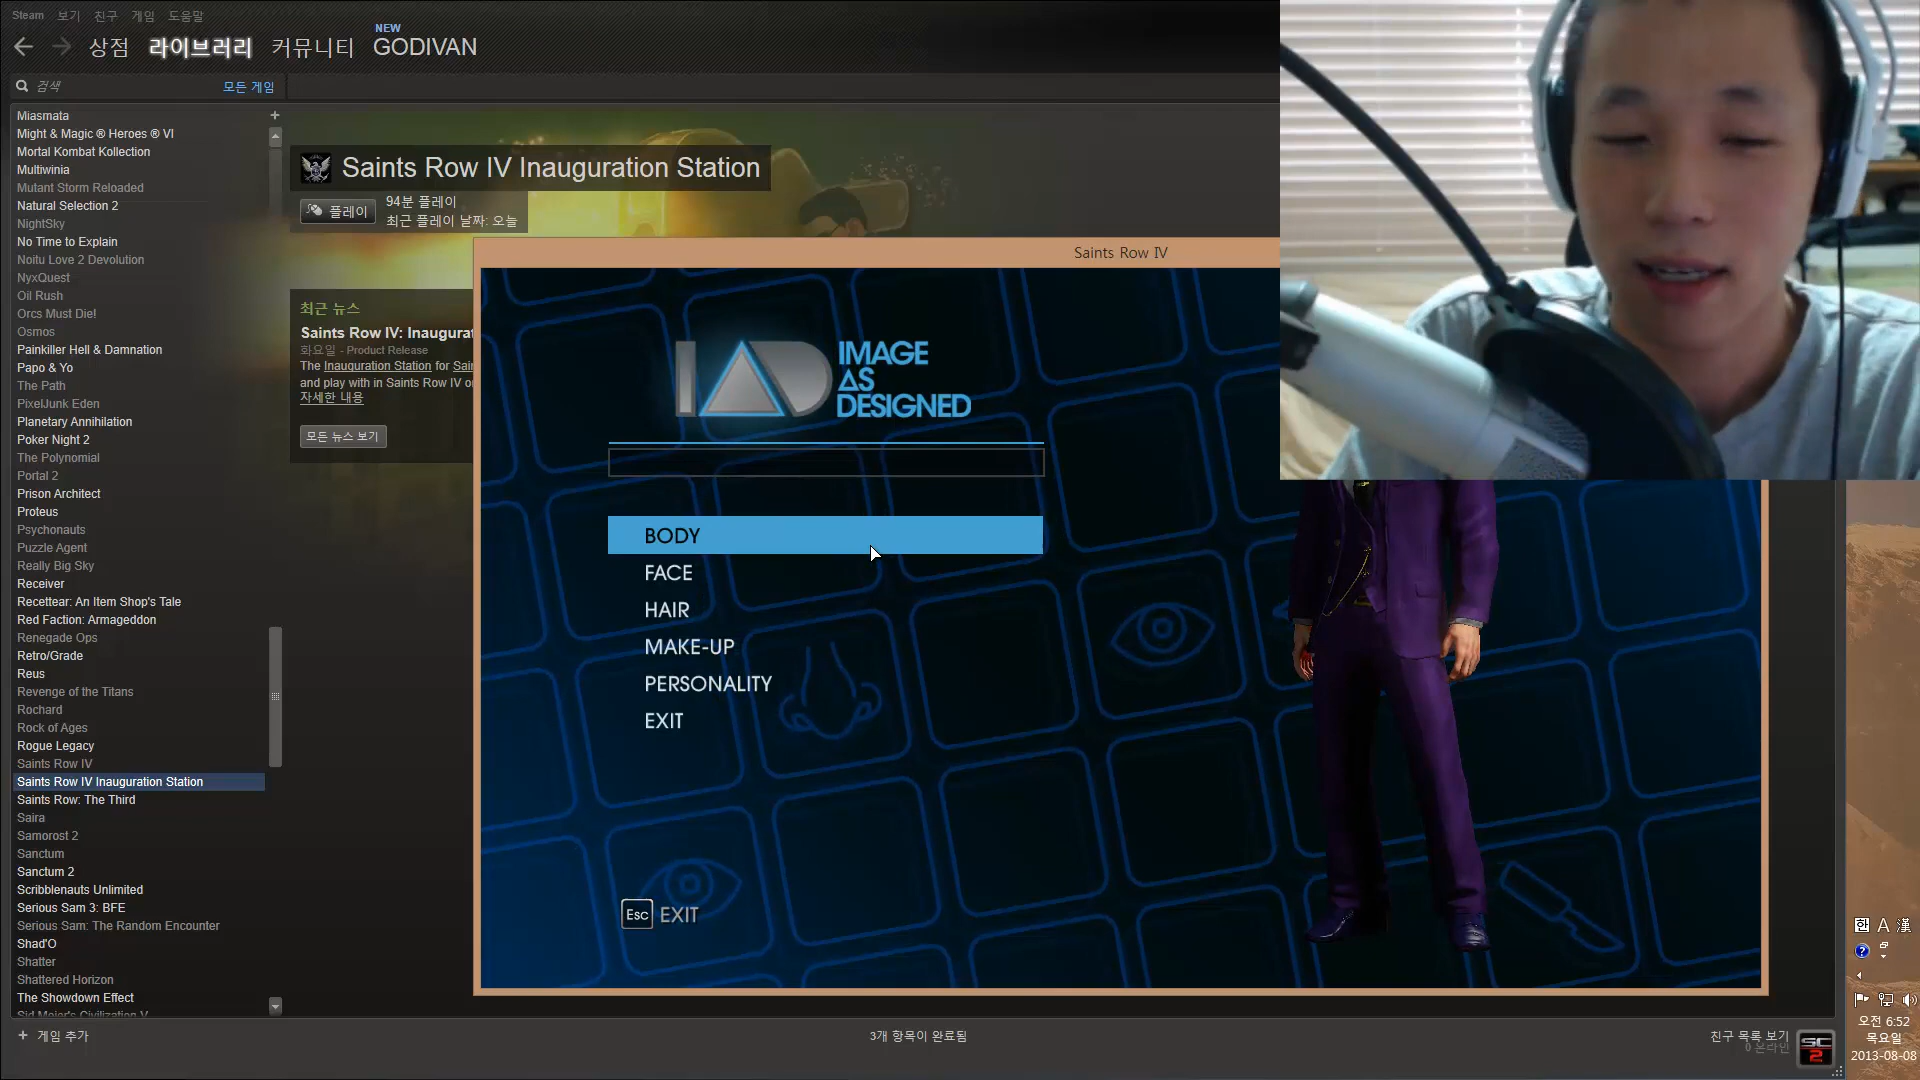 Steam 보기 친구 게임 도움말
상점 라이브러리 커뮤니티 GODIVAN
NEW
검색 모든 게임
Miasmata
Might & Magic ® Heroes ® VI
Mortal Kombat Kollection
Multiwinia
Mutant Storm Reloaded
Natural Selection 2
NightSky
No Time to Explain
Noitu Love 2 Devolution
NyxQuest
Oil Rush
Orcs Must Die!
Osmos
Painkiller Hell & Damnation
Papo & Yo
The Path
PixelJunk Eden
Planetary Annihilation
Poker Night 2
The Polynomial
Portal 2
Prison Architect
Proteus
Psychonauts
Puzzle Agent
Really Big Sky
Receiver
Recettear: An Item Shop's Tale
Red Faction: Armageddon
Renegade Ops
Retro/Grade
Reus
Revenge of the Titans
Rochard
Rock of Ages
Rogue Legacy
Saints Row IV
Saints Row IV Inauguration Station
Saints Row: The Third
Saira
Samorost 2
Sanctum
Sanctum 2
Scribblenauts Unlimited
Serious Sam 3: BFE
Serious Sam: The Random Encounter
Shad'O
Shatter
Shattered Horizon
The Showdown Effect
Sid Meier's Civilization V
+ 게임 추가
Saints Row IV Inauguration Station
플레이
94분 플레이
최근 플레이 날짜: 오늘
최근 뉴스
Saints Row IV: Inaugurat
화요일 - Product Release
The Inauguration Station for Sain
and play with in Saints Row IV o
자세한 내용
모든 뉴스 보기
Saints Row IV
IAD
IMAGE
AS
DESIGNED
BODY
FACE
HAIR
MAKE-UP
PERSONALITY
EXIT
Esc EXIT
3개 항목이 완료됨
친구 목록 보기
0 온라인
SC
2
한 A 漢
?
오전 6:52
목요일
2013-08-08